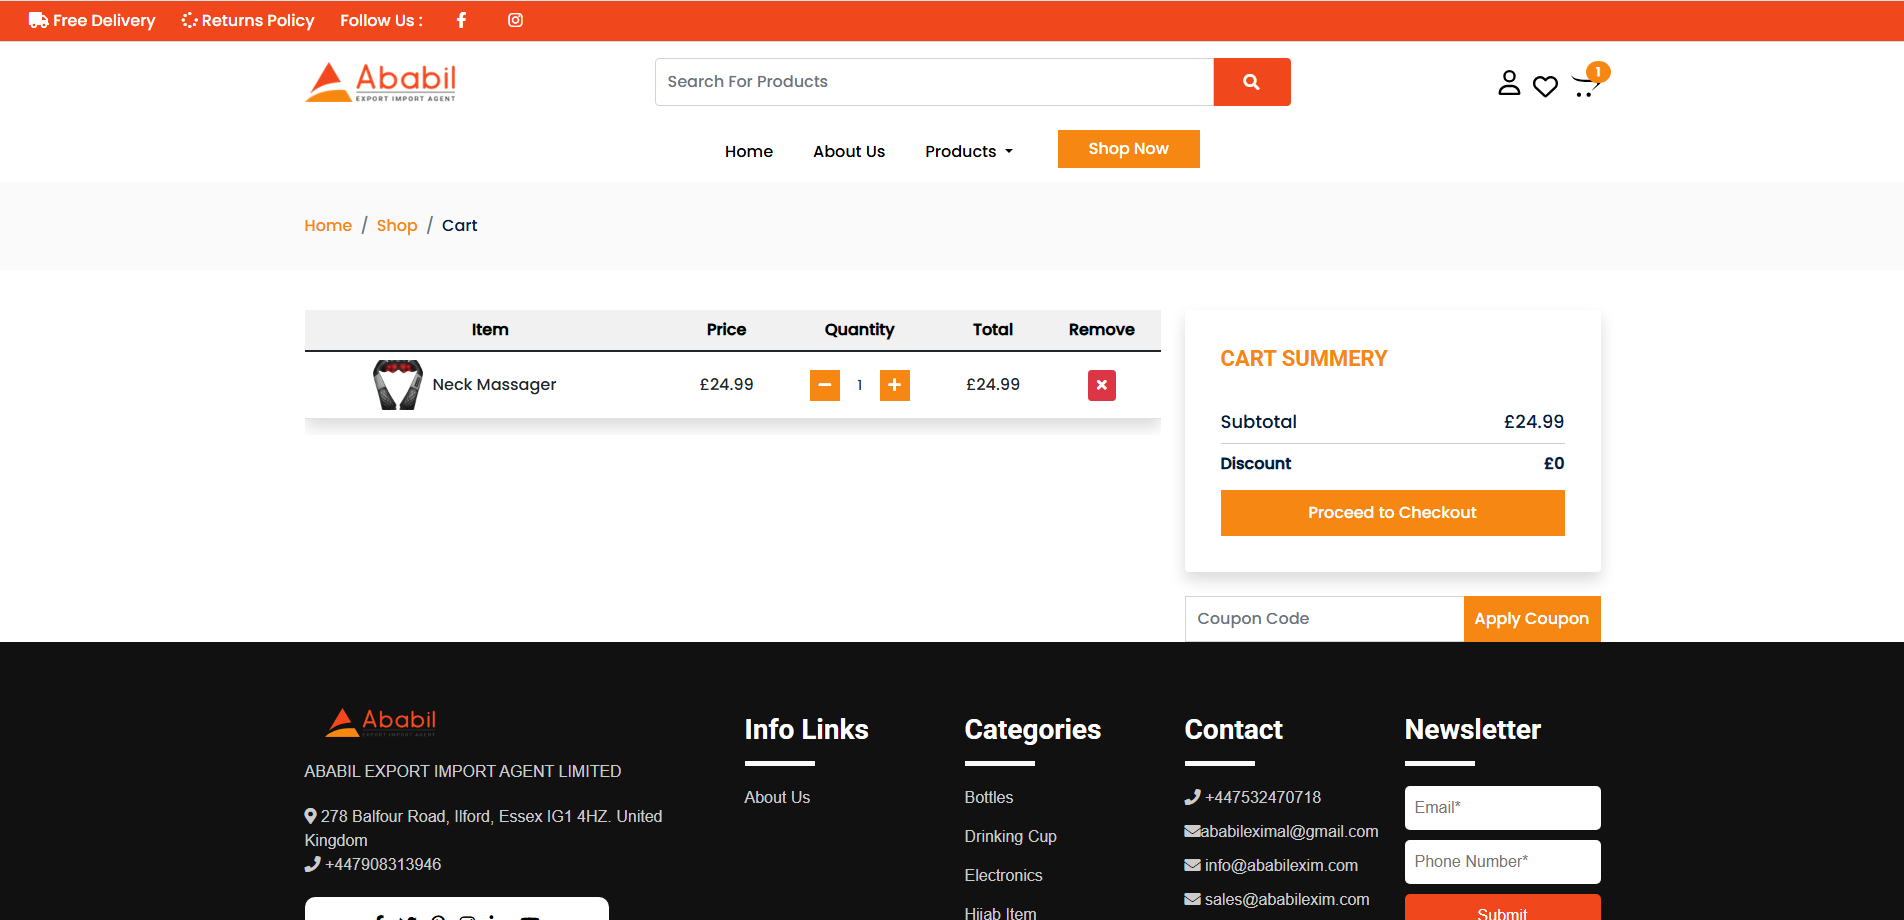 Free Delivery Returns Policy Follow Us :
Ababil
EXPORT IMPORT AGENT
Search For Products
1
Home About Us Products Shop Now
Home / Shop / Cart
Item Price Quantity Total Remove
Neck Massager £24.99 1 £24.99
CART SUMMERY
Subtotal £24.99
Discount £0
Proceed to Checkout
Coupon Code Apply Coupon
Ababil
EXPORT IMPORT AGENT
ABABIL EXPORT IMPORT AGENT LIMITED
278 Balfour Road, Ilford, Essex IG1 4HZ. United
Kingdom
+447908313946
Info Links
About Us
Categories
Bottles
Drinking Cup
Electronics
Hijab Item
Contact
+447532470718
ababileximal@gmail.com
info@ababilexim.com
sales@ababilexim.com
Newsletter
Email*
Phone Number*
Submit